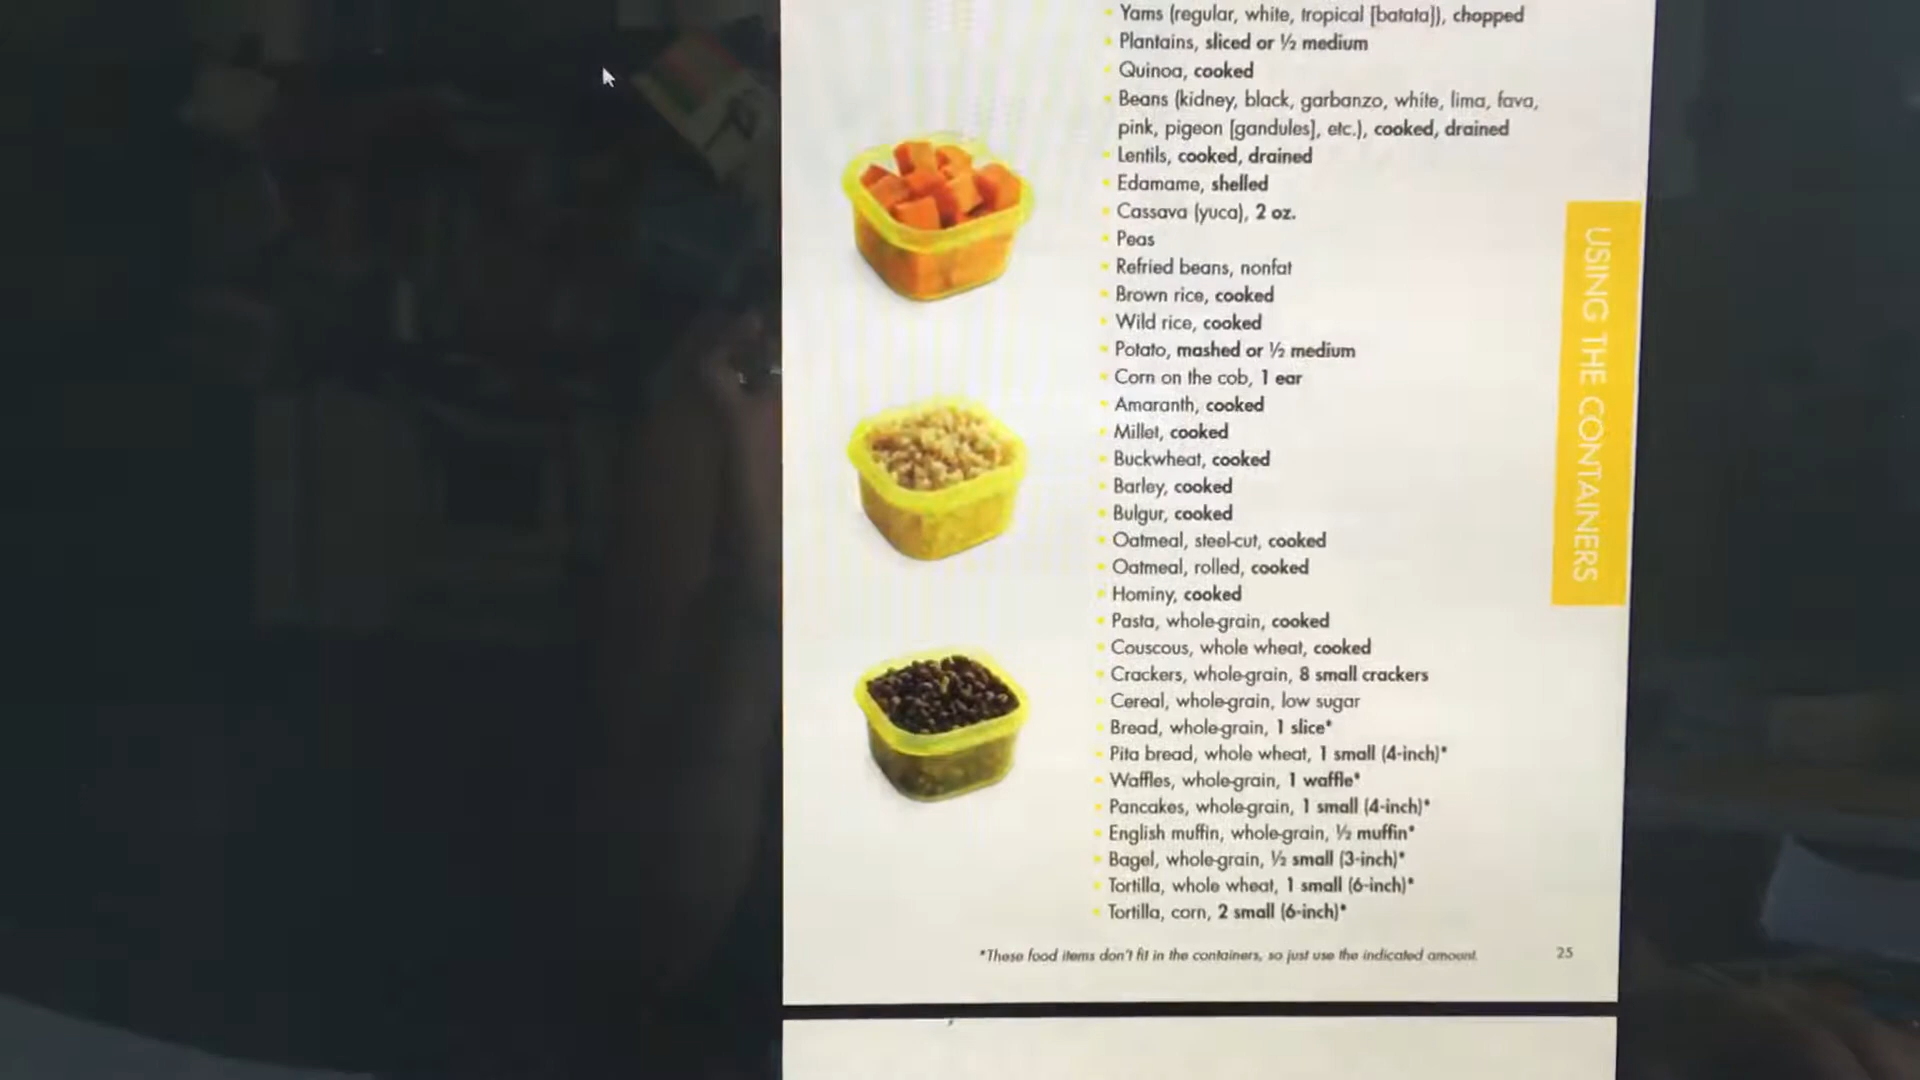 Yams (regular, white, tropical [batata]), chopped
Plantains, sliced or ½ medium
Quinoa, cooked
Beans (kidney, black, garbanzo, white, lima, fava,
pink, pigeon [gandules], etc.), cooked, drained
Lentils, cooked, drained
Edamame, shelled
Cassava (yuca), 2 oz.
Peas
Refried beans, nonfat
Brown rice, cooked
Wild rice, cooked
Potato, mashed or ½ medium
Corn on the cob, 1 ear
Amaranth, cooked
Millet, cooked
Buckwheat, cooked
Barley, cooked
Bulgur, cooked
Oatmeal, steel-cut, cooked
Oatmeal, rolled, cooked
Hominy, cooked
Pasta, whole-grain, cooked
Couscous, whole wheat, cooked
Crackers, whole-grain, 8 small crackers
Cereal, whole-grain, low sugar
Bread, whole-grain, 1 slice*
Pita bread, whole wheat, 1 small (4-inch)*
Waffles, whole-grain, 1 waffle*
Pancakes, whole-grain, 1 small (4-inch)*
English muffin, whole-grain, ½ muffin*
Bagel, whole-grain, ½ small (3-inch)*
Tortilla, whole wheat, 1 small (6-inch)*
Tortilla, corn, 2 small (6-inch)*
*These food items don't fit in the containers, so just use the indicated amount.
25
USING THE CONTAINERS